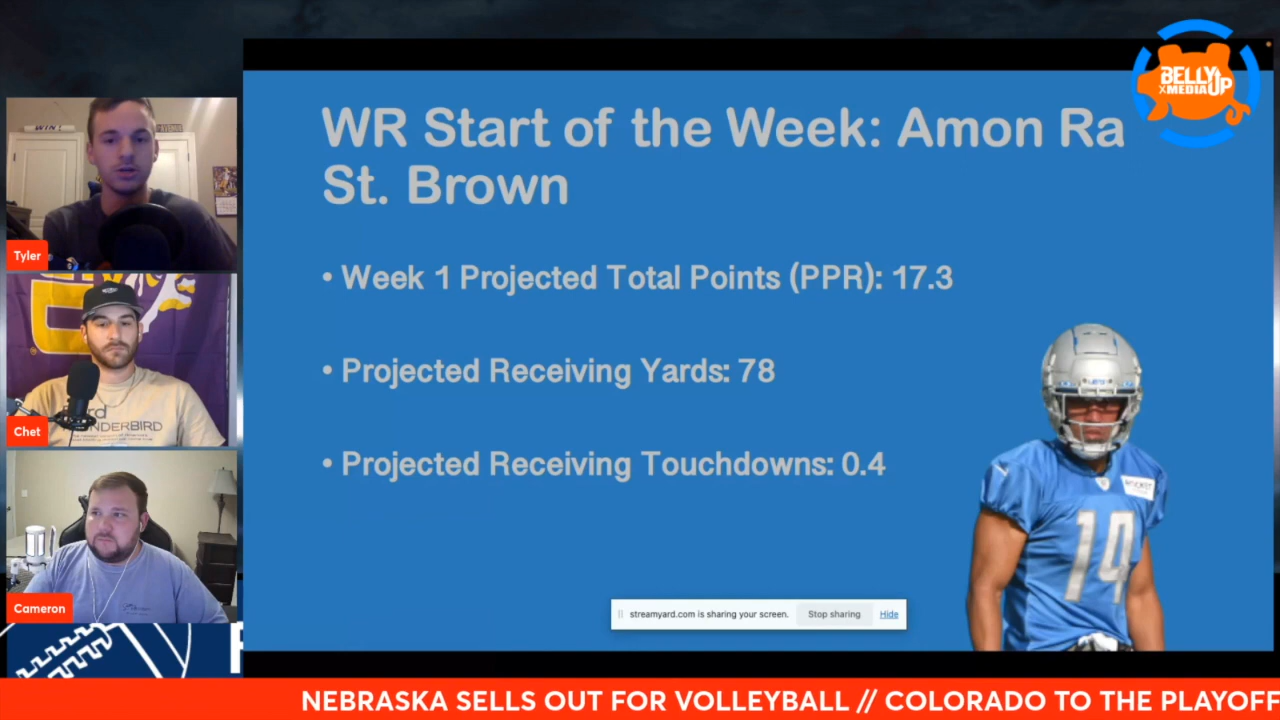 BELLY UP
x MEDIA
WR Start of the Week: Amon Ra
St. Brown
• Week 1 Projected Total Points (PPR): 17.3
• Projected Receiving Yards: 78
• Projected Receiving Touchdowns: 0.4
14
WIN!
Tyler
Chet
THUNDERBIRD
Cameron
streamyard.com is sharing your screen.
Stop sharing
Hide
NEBRASKA SELLS OUT FOR VOLLEYBALL // COLORADO TO THE PLAYOFF